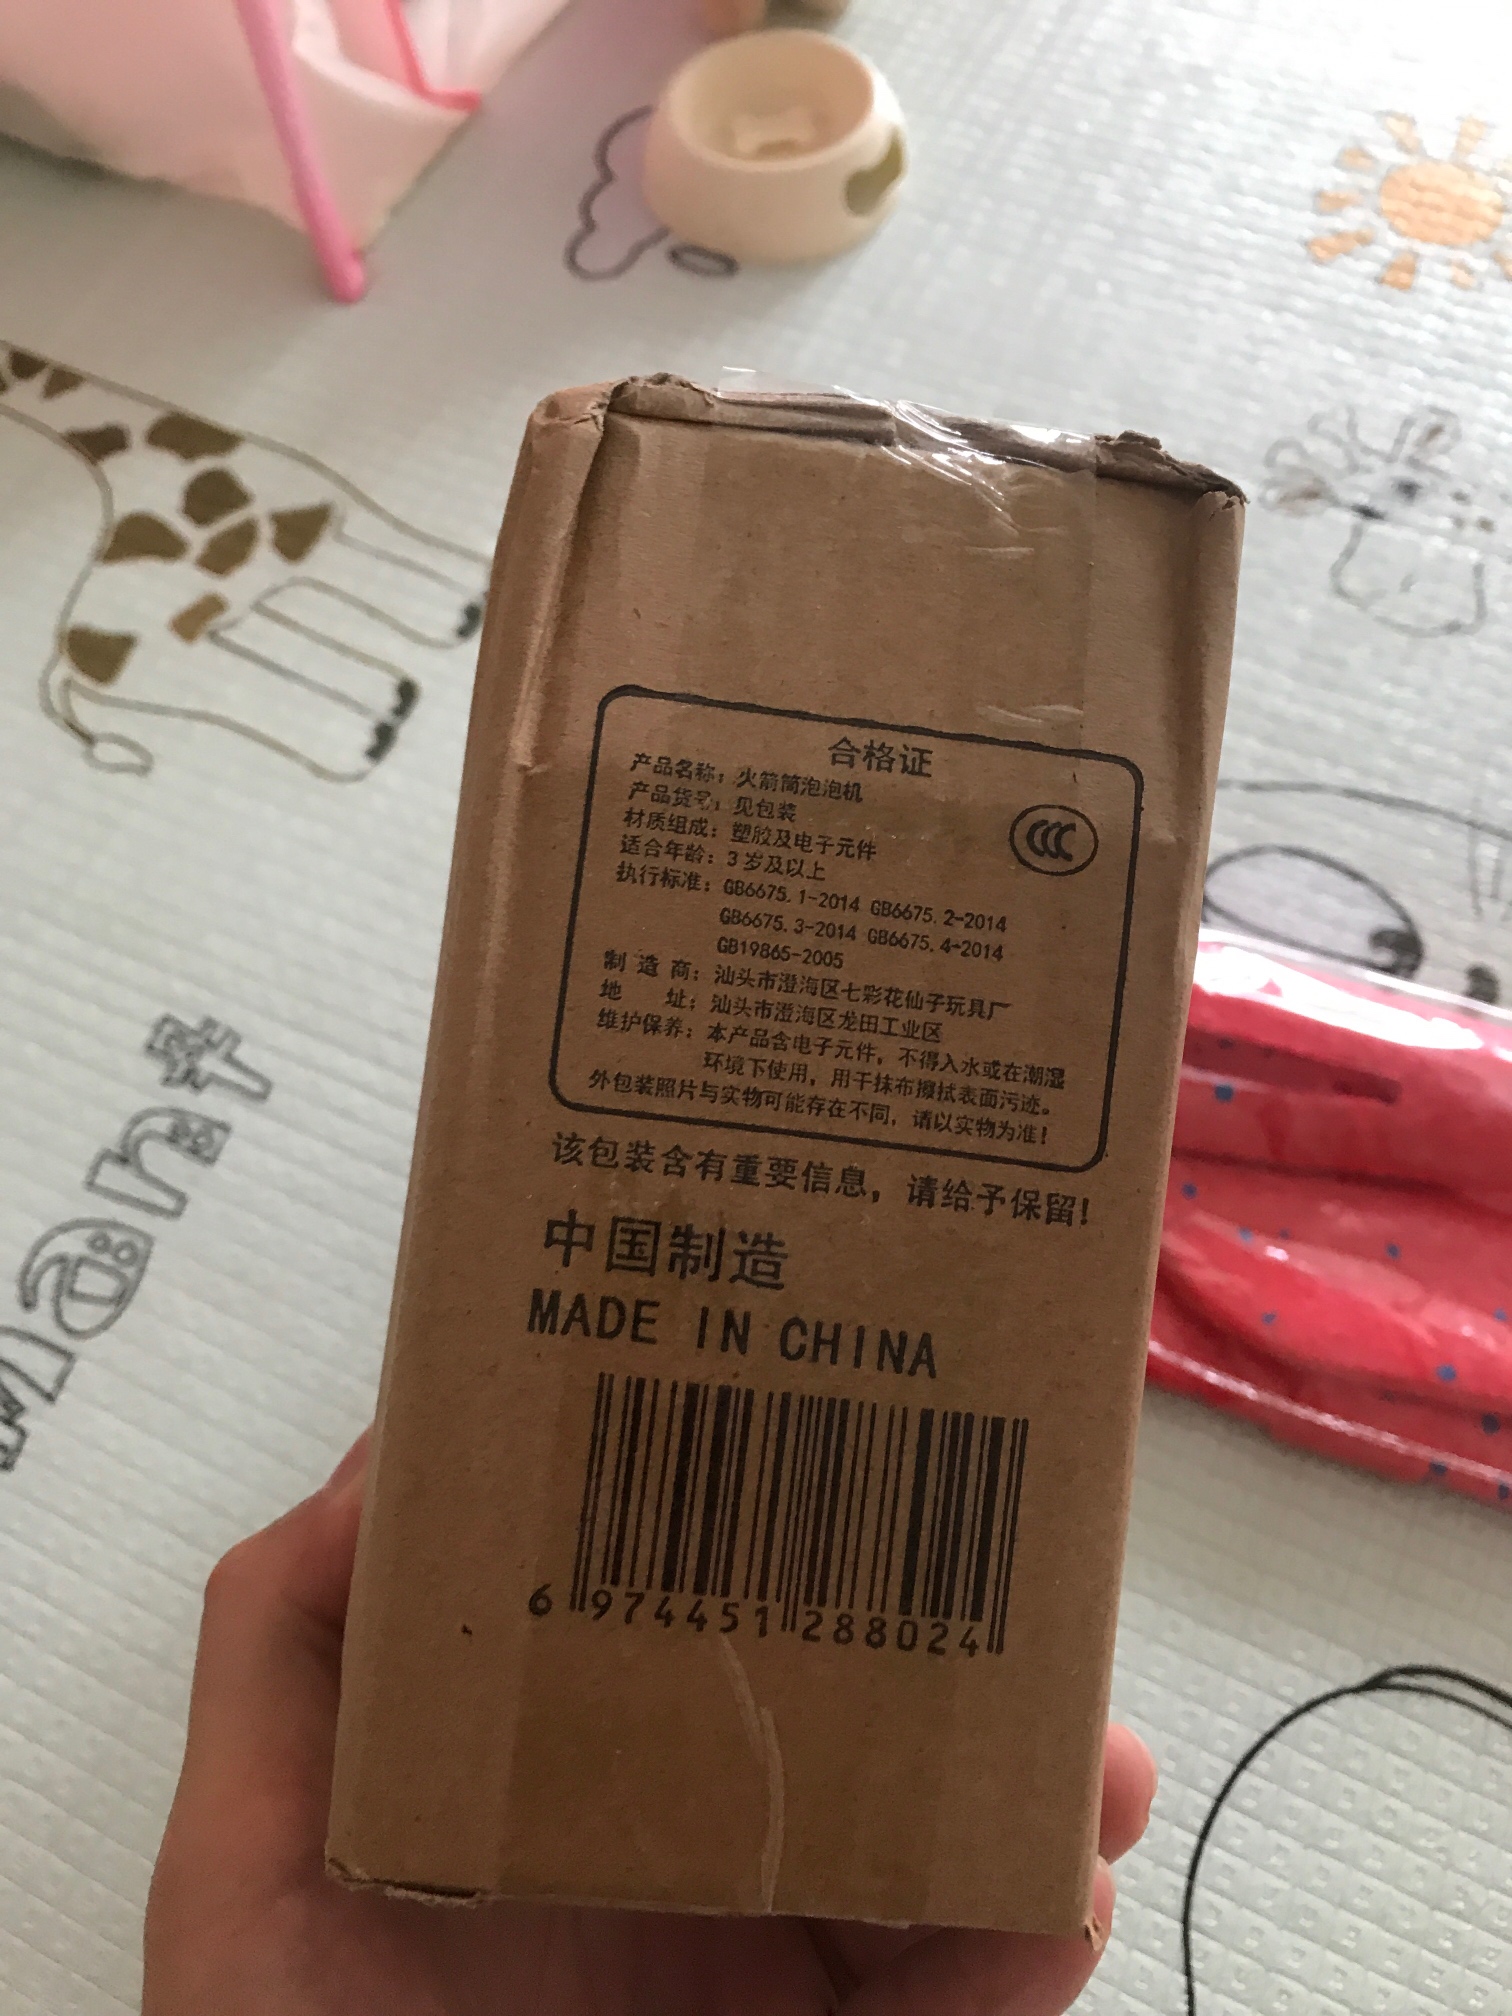 合格证
产品名称：火箭筒泡泡机
产品货号：见包装
材质组成：塑胶及电子元件
适合年龄：3岁及以上
执行标准：GB6675.1-2014 GB6675.2-2014
GB6675.3-2014 GB6675.4-2014
GB19865-2005
制造商：汕头市澄海区七彩花仙子玩具厂
地址：汕头市澄海区龙田工业区
维护保养：本产品含电子元件，不得入水或在潮湿
环境下使用，用干抹布擦拭表面污迹。
外包装照片与实物可能存在不同，请以实物为准！
CCC
该包装含有重要信息，请给予保留！
中国制造
MADE IN CHINA
6 974451 288024